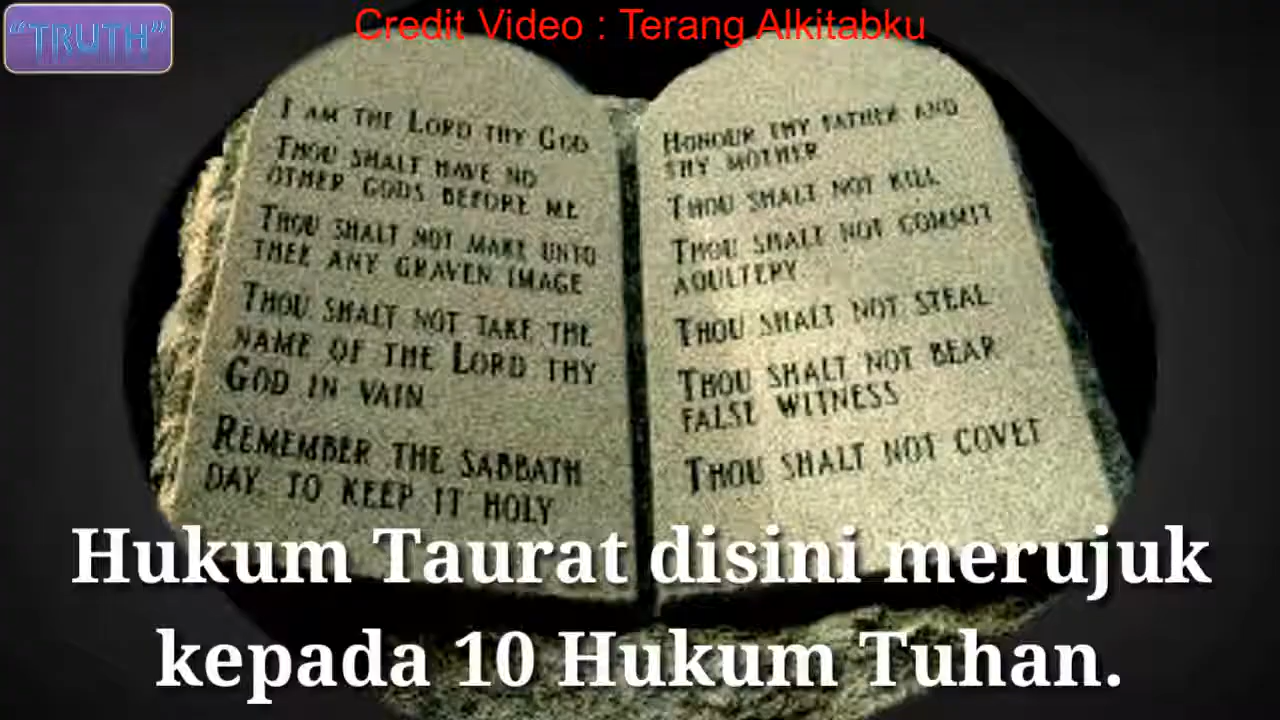 "TRUTH"
Credit Video : Terang Alkitabku
I AM THE LORD THY GOD
THOU SHALT HAVE NO
OTHER GODS BEFORE ME
THOU SHALT NOT MAKE UNTO
THEE ANY GRAVEN IMAGE
THOU SHALT NOT TAKE THE
NAME OF THE LORD THY
GOD IN VAIN
REMEMBER THE SABBATH
DAY, TO KEEP IT HOLY
HONOUR THY FATHER AND
THY MOTHER
THOU SHALT NOT KILL
THOU SHALT NOT COMMIT
ADULTERY
THOU SHALT NOT STEAL
THOU SHALT NOT BEAR
FALSE WITNESS
THOU SHALT NOT COVET
Hukum Taurat disini merujuk
kepada 10 Hukum Tuhan.